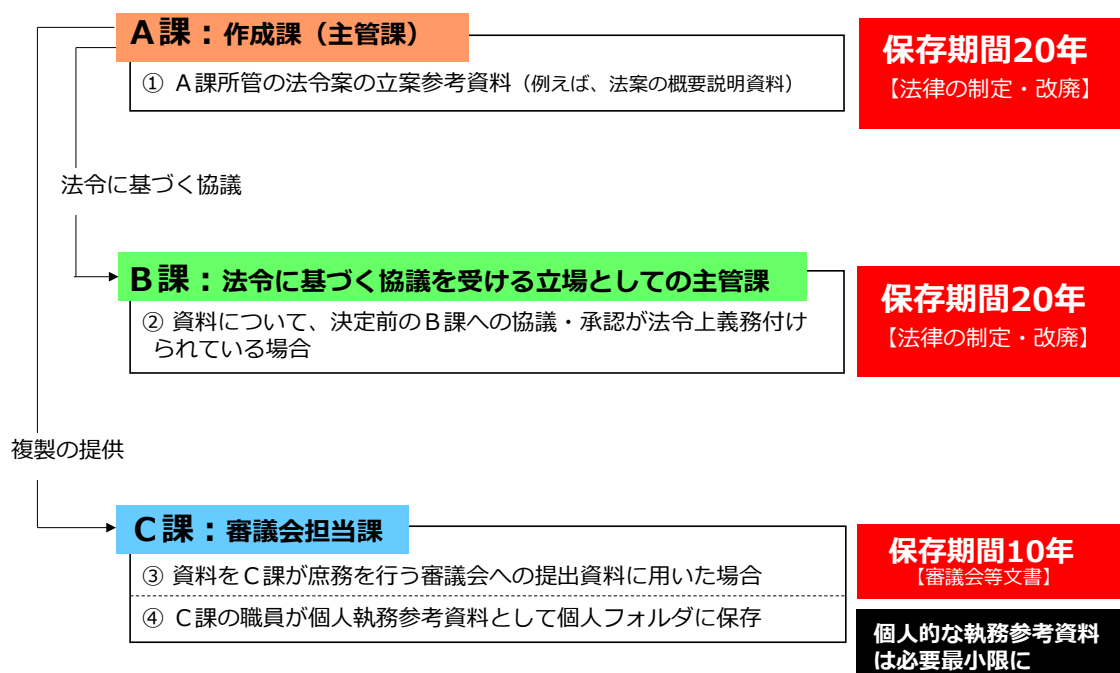 A課：作成課（主管課）
① A課所管の法令案の立案参考資料（例えば、法案の概要説明資料）
保存期間20年
【法律の制定・改廃】
法令に基づく協議
B課：法令に基づく協議を受ける立場としての主管課
② 資料について、決定前のB課への協議・承認が法令上義務付け
られている場合
保存期間20年
【法律の制定・改廃】
複製の提供
C課：審議会担当課
③ 資料をC課が庶務を行う審議会への提出資料に用いた場合
④ C課の職員が個人執務参考資料として個人フォルダに保存
保存期間10年
【審議会等文書】
個人的な執務参考資料
は必要最小限に